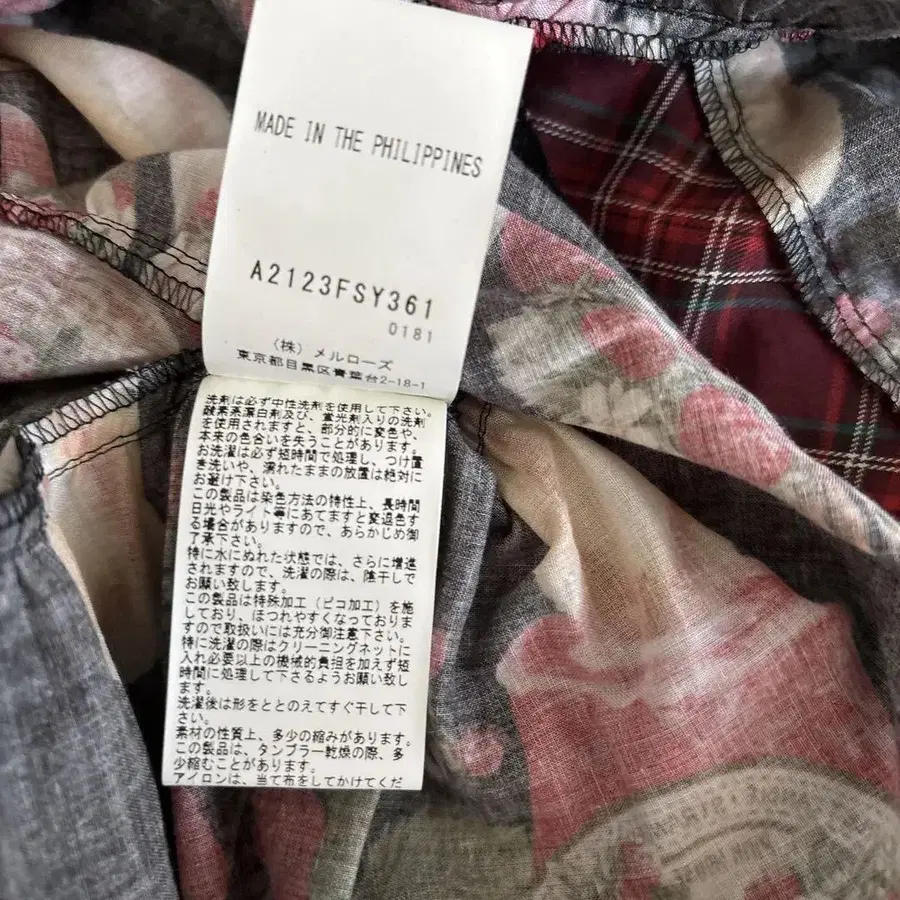 MADE IN THE PHILIPPINES
A2123FSY361
0181
(株) メルローズ
東京都目黒区青葉台2-18-1
洗剤は必ず中性洗剤を使用して下さい。
酸素系漂白剤及び、蛍光剤入りの洗剤
を使用されますと、部分的に変色や、
本来の色合いを失うことがあります。
お洗濯は必ず短時間で処理し、つけ置
き洗いや、濡れたままの放置は絶対に
お避け下さい。
この製品は染色方法の特性上、長時間
日光やライト等にあてますと変退色す
る場合がありますので、あらかじめ御
了承下さい。
特に水にぬれた状態では、さらに増進
されますので、洗濯の際は、陰干しで
お願い致します。
この製品は特殊加工(ピコ加工)を施
しており、ほつれやすくなっておりま
すので取扱いには充分御注意下さい。
特に洗濯の際はクリーニングネットに
入れ必要以上の機械的負担を加えず短
時間に処理して下さるようお願い致し
ます。
洗濯後は形をととのえてすぐ干して下
さい。
素材の性質上、多少の縮みがあります。
この製品は、タンブラー乾燥の際、多
少縮むことがあります。
アイロンは、当て布をしてかけてくだ